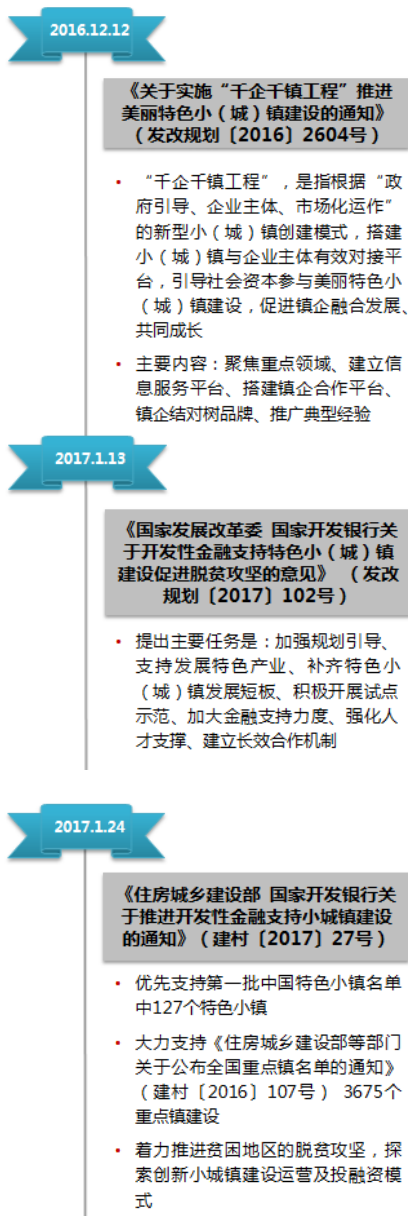 2016.12.12
《关于实施“千企千镇工程”推进
美丽特色小（城）镇建设的通知》
（发改规划〔2016〕2604号）
• “千企千镇工程”，是指根据“政
府引导、企业主体、市场化运作”
的新型小（城）镇创建模式，搭建
小（城）镇与企业主体有效对接平
台，引导社会资本参与美丽特色小
（城）镇建设，促进镇企融合发展、
共同成长
• 主要内容：聚焦重点领域、建立信
息服务平台、搭建镇企合作平台、
镇企结对树品牌、推广典型经验
2017.1.13
《国家发展改革委 国家开发银行关
于开发性金融支持特色小（城）镇
建设促进脱贫攻坚的意见》 （发改
规划〔2017〕102号）
• 提出主要任务是：加强规划引导、
支持发展特色产业、补齐特色小
（城）镇发展短板、积极开展试点
示范、加大金融支持力度、强化人
才支撑、建立长效合作机制
2017.1.24
《住房城乡建设部 国家开发银行关
于推进开发性金融支持小城镇建设
的通知》（建村〔2017〕27号）
• 优先支持第一批中国特色小镇名单
中127个特色小镇
• 大力支持《住房城乡建设部等部门
关于公布全国重点镇名单的通知》
（建村〔2016〕107号） 3675个
重点镇建设
• 着力推进贫困地区的脱贫攻坚，探
索创新小城镇建设运营及投融资模
式